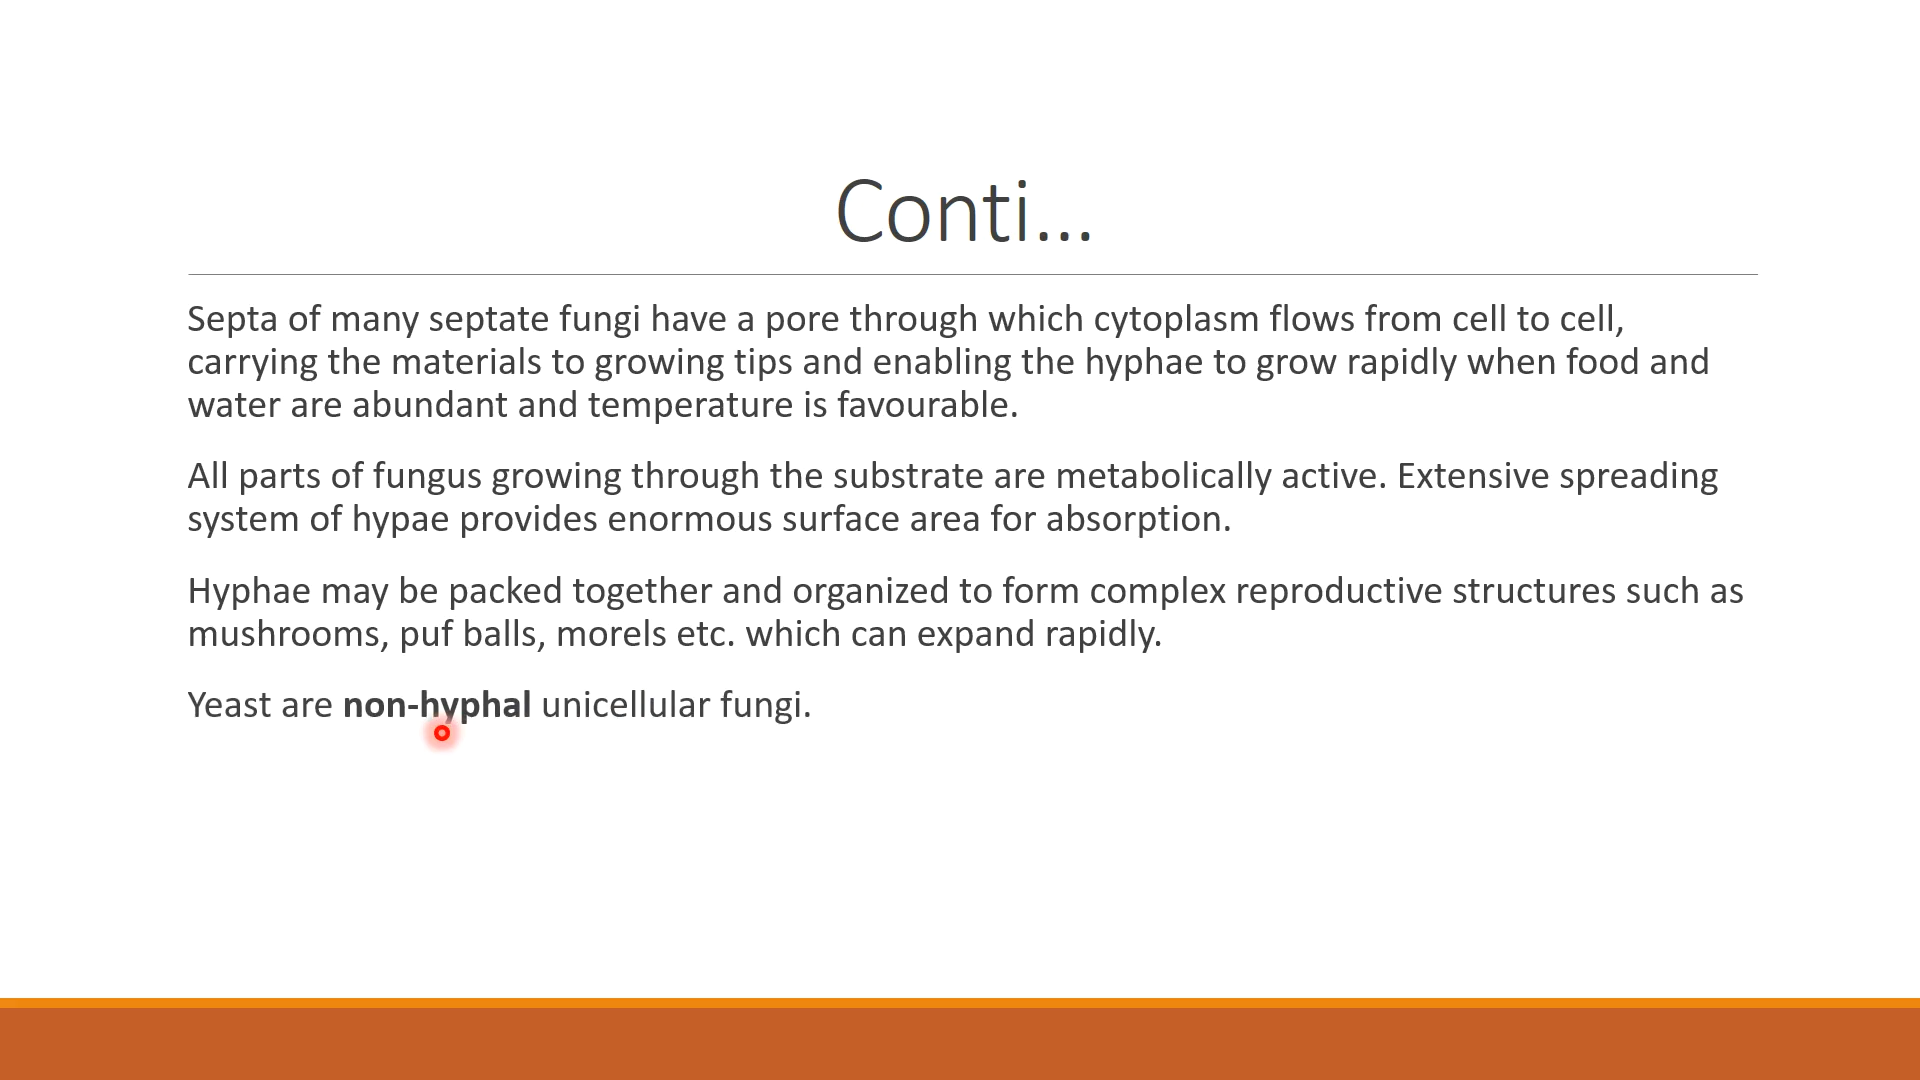 Conti...
Septa of many septate fungi have a pore through which cytoplasm flows from cell to cell,
carrying the materials to growing tips and enabling the hyphae to grow rapidly when food and
water are abundant and temperature is favourable.
All parts of fungus growing through the substrate are metabolically active. Extensive spreading
system of hypae provides enormous surface area for absorption.
Hyphae may be packed together and organized to form complex reproductive structures such as
mushrooms, puf balls, morels etc. which can expand rapidly.
Yeast are non-hyphal unicellular fungi.